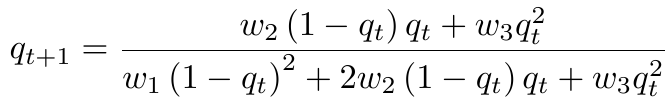 q_{t+1} = \frac{w_2 (1 - q_t) q_t + w_3 q_t^2}{w_1 (1 - q_t)^2 + 2 w_2 (1 - q_t) q_t + w_3 q_t^2}